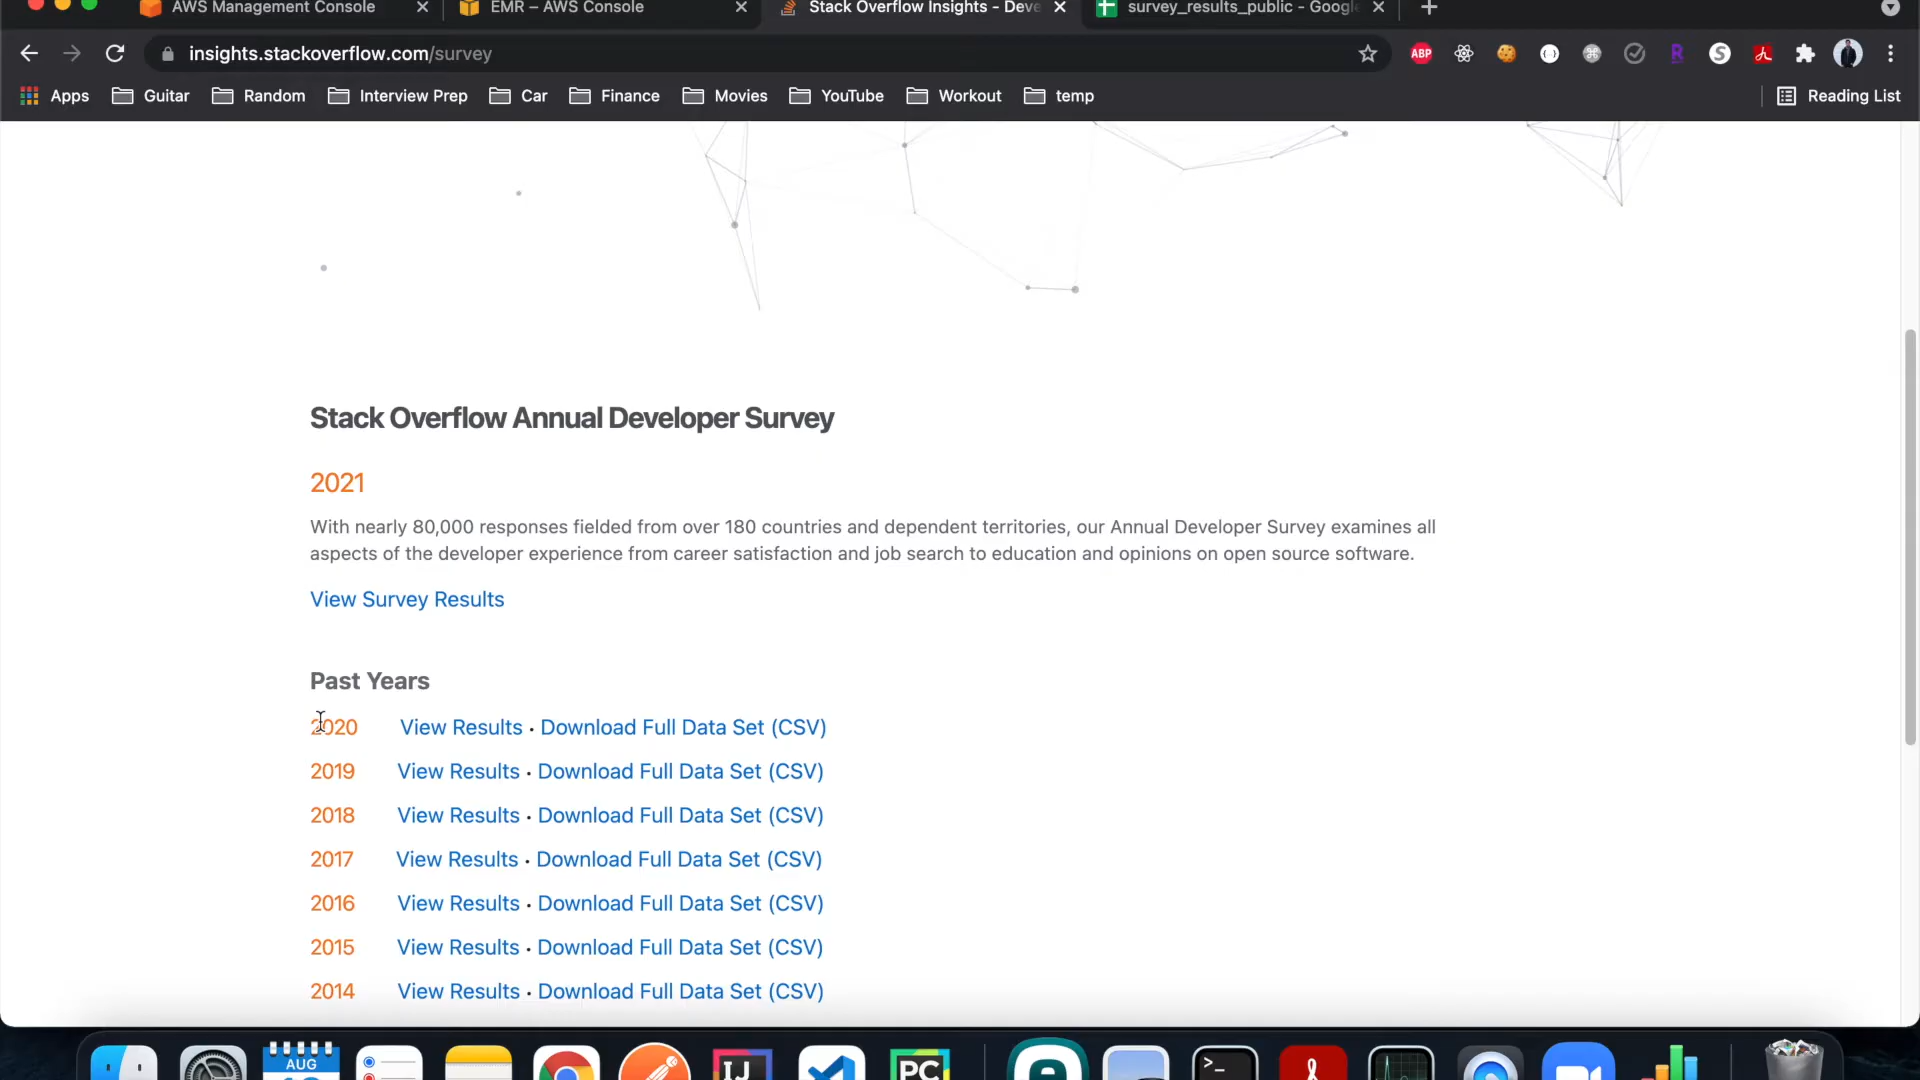 AWS Management Console
EMR – AWS Console
Stack Overflow Insights - Deve
survey_results_public - Google
insights.stackoverflow.com/survey
ABP
Apps
Guitar
Random
Interview Prep
Car
Finance
Movies
YouTube
Workout
temp
Reading List
Stack Overflow Annual Developer Survey
2021
With nearly 80,000 responses fielded from over 180 countries and dependent territories, our Annual Developer Survey examines all
aspects of the developer experience from career satisfaction and job search to education and opinions on open source software.
View Survey Results
Past Years
2020 View Results • Download Full Data Set (CSV)
2019 View Results • Download Full Data Set (CSV)
2018 View Results • Download Full Data Set (CSV)
2017 View Results • Download Full Data Set (CSV)
2016 View Results • Download Full Data Set (CSV)
2015 View Results • Download Full Data Set (CSV)
2014 View Results • Download Full Data Set (CSV)
AUG
IJ
PC